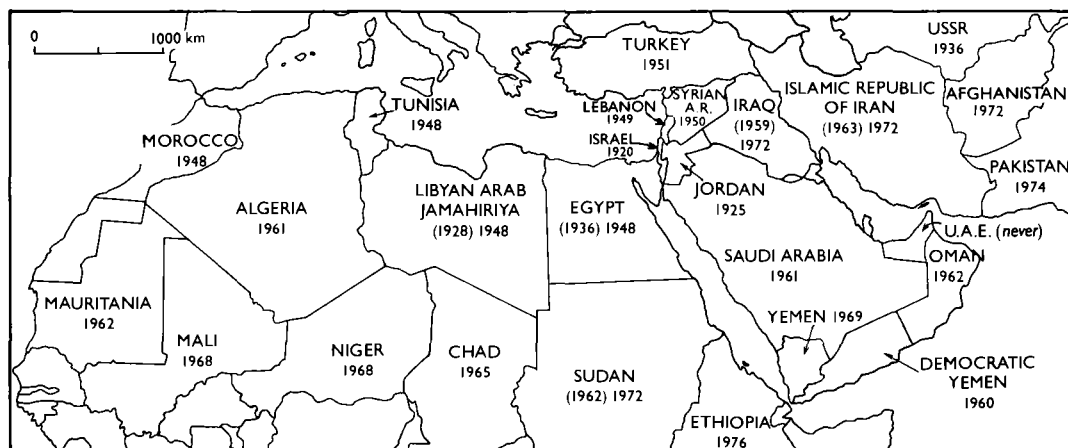 0 1000 km
USSR
1936
TURKEY
1951
ISLAMIC REPUBLIC
OF IRAN
(1963) 1972
AFGHANISTAN
1972
TUNISIA
1948
LEBANON
1949
SYRIAN
A.R.
1950
IRAQ
(1959)
1972
MOROCCO
1948
ISRAEL
1920
PAKISTAN
1974
ALGERIA
1961
LIBYAN ARAB
JAMAHIRIYA
(1928) 1948
EGYPT
(1936) 1948
JORDAN
1925
U.A.E. (never)
SAUDI ARABIA
1961
OMAN
1962
MAURITANIA
1962
MALI
1968
NIGER
1968
CHAD
1965
SUDAN
(1962) 1972
YEMEN 1969
DEMOCRATIC
YEMEN
1960
ETHIOPIA
1976